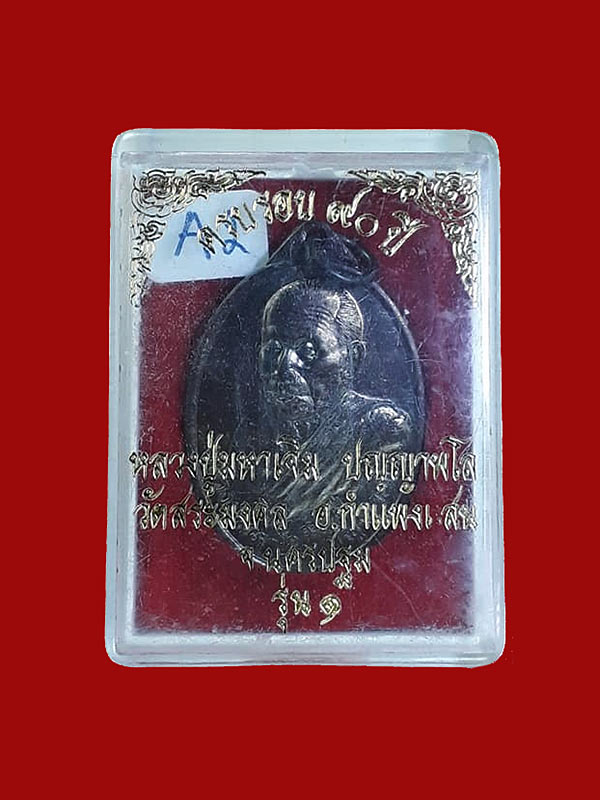 ครบรอบ ๙๐ ปี
A2
หลวงปู่มหาเจิม ปญฺญาพโล
วัดสระมงคล อ.กำแพงแสน
จ.นครปฐม
รุ่น ๑